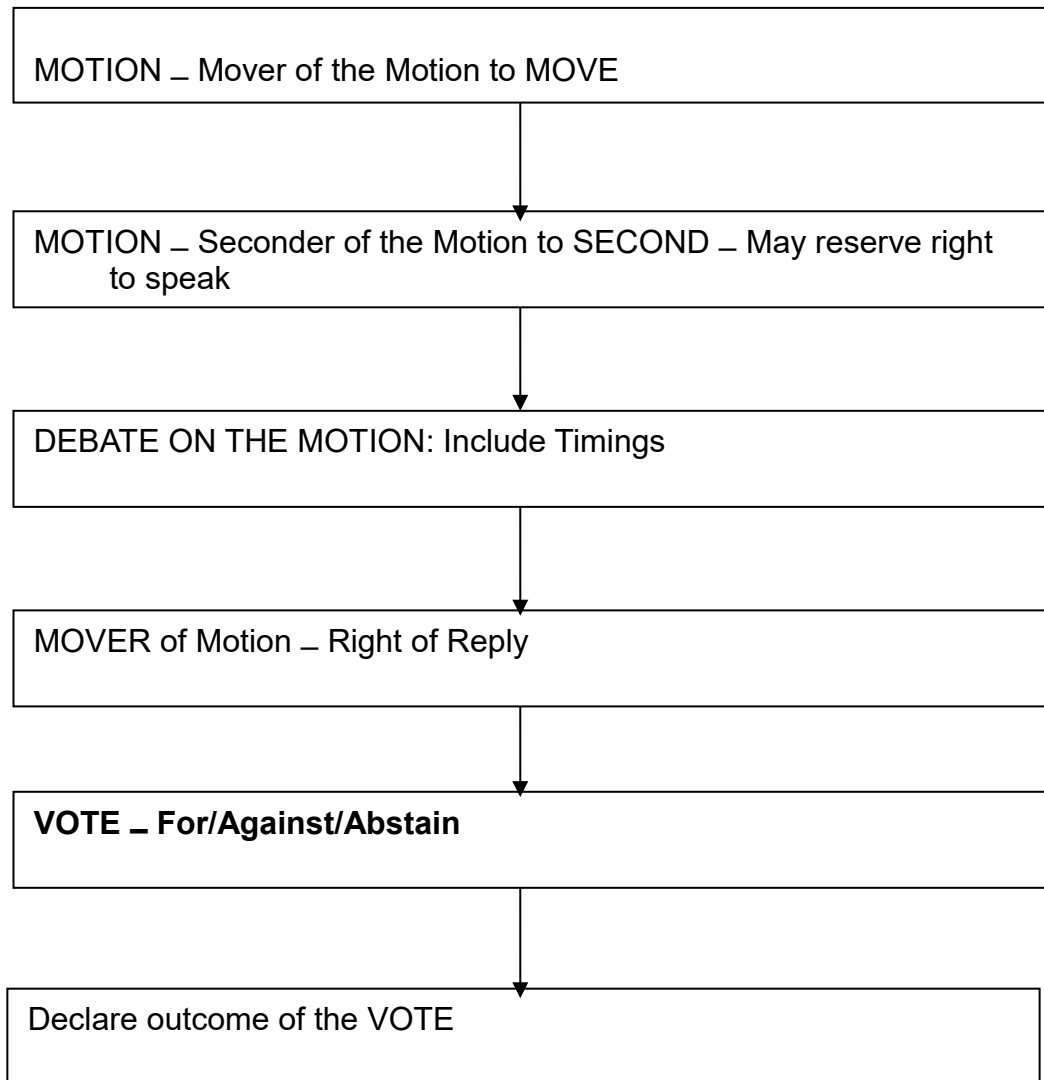 MOTION – Mover of the Motion to MOVE
MOTION – Seconder of the Motion to SECOND – May reserve right
to speak
DEBATE ON THE MOTION: Include Timings
MOVER of Motion – Right of Reply
VOTE – For/Against/Abstain
Declare outcome of the VOTE